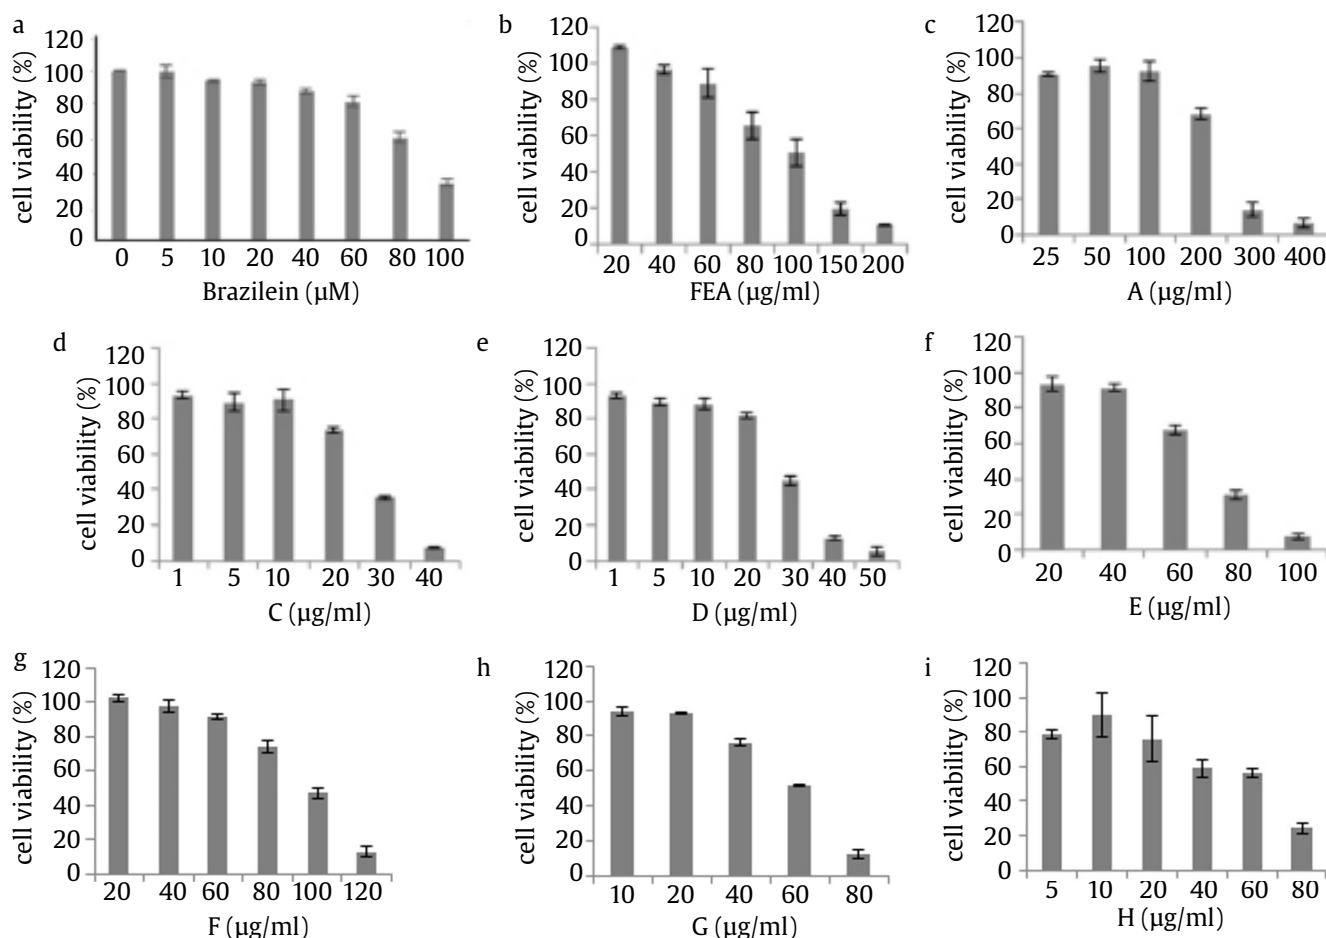 a
120
100
80
60
40
20
0
cell viability (%)
0 5 10 20 40 60 80 100
Brazilein (µM)
b
120
100
80
60
40
20
0
cell viability (%)
20 40 60 80 100 150 200
FEA (µg/ml)
c
120
100
80
60
40
20
0
cell viability (%)
25 50 100 200 300 400
A (µg/ml)
d
120
100
80
60
40
20
0
cell viability (%)
1 5 10 20 30 40
C (µg/ml)
e
120
100
80
60
40
20
0
cell viability (%)
1 5 10 20 30 40 50
D (µg/ml)
f
120
100
80
60
40
20
0
cell viability (%)
20 40 60 80 100
E (µg/ml)
g
120
100
80
60
40
20
0
cell viability (%)
20 40 60 80 100 120
F (µg/ml)
h
120
100
80
60
40
20
0
cell viability (%)
10 20 40 60 80
G (µg/ml)
i
120
100
80
60
40
20
0
cell viability (%)
5 10 20 40 60 80
H (µg/ml)